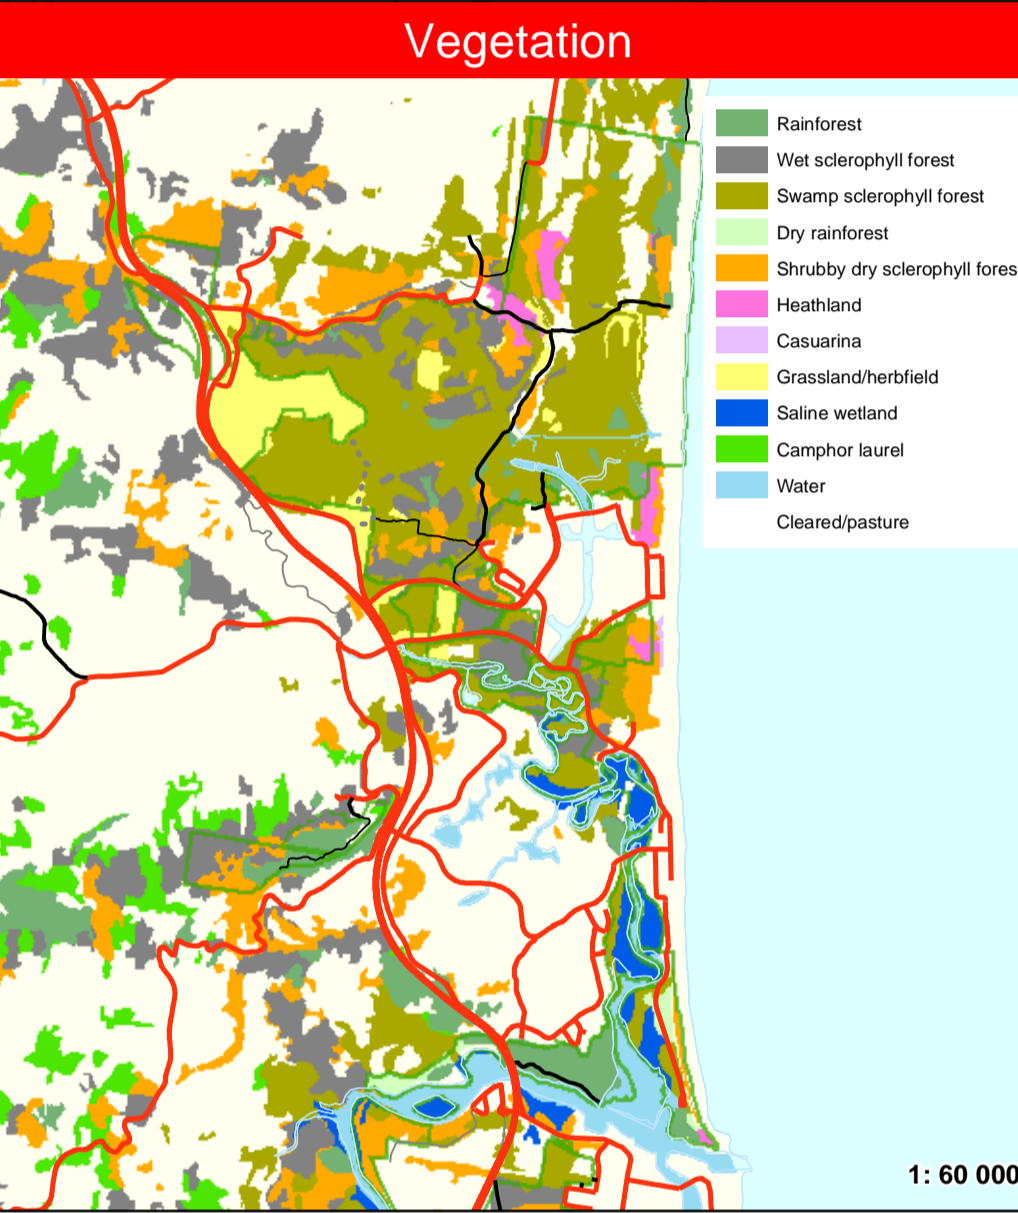 Vegetation
Rainforest
Wet sclerophyll forest
Swamp sclerophyll forest
Dry rainforest
Shrubby dry sclerophyll fores
Heathland
Casuarina
Grassland/herbfield
Saline wetland
Camphor laurel
Water
Cleared/pasture
1: 60 000